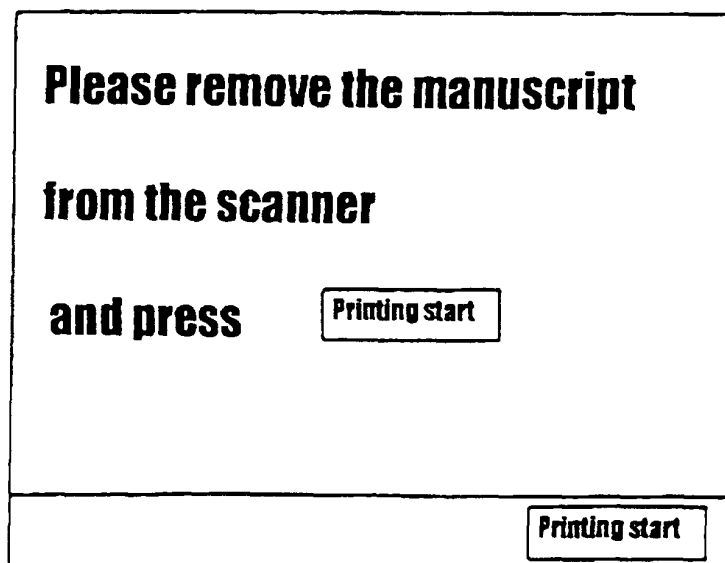 Please remove the manuscript
from the scanner
and press Printing start
Printing start